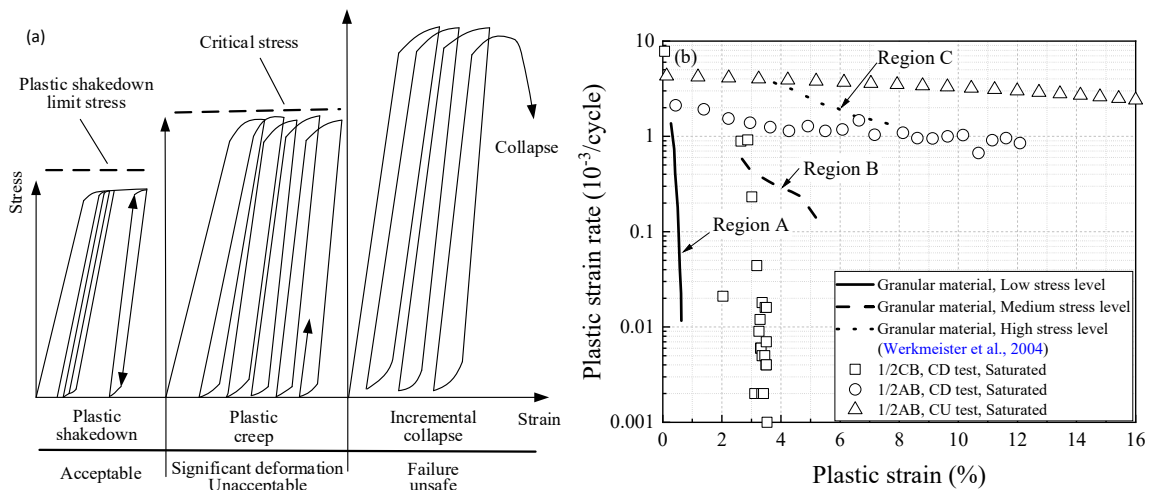 (a)
Critical stress
Plastic shakedown
limit stress
Stress
Collapse
Strain
Plastic
shakedown
Plastic
creep
Incremental
collapse
Acceptable
Significant deformation
Unacceptable
Failure
unsafe
(b)
Plastic strain rate (10⁻³/cycle)
10
1
0.1
0.01
0.001
Region C
Region B
Region A
Granular material, Low stress level
Granular material, Medium stress level
Granular material, High stress level
(Werkmeister et al., 2004)
1/2CB, CD test, Saturated
1/2AB, CD test, Saturated
1/2AB, CU test, Saturated
0 2 4 6 8 10 12 14 16
Plastic strain (%)